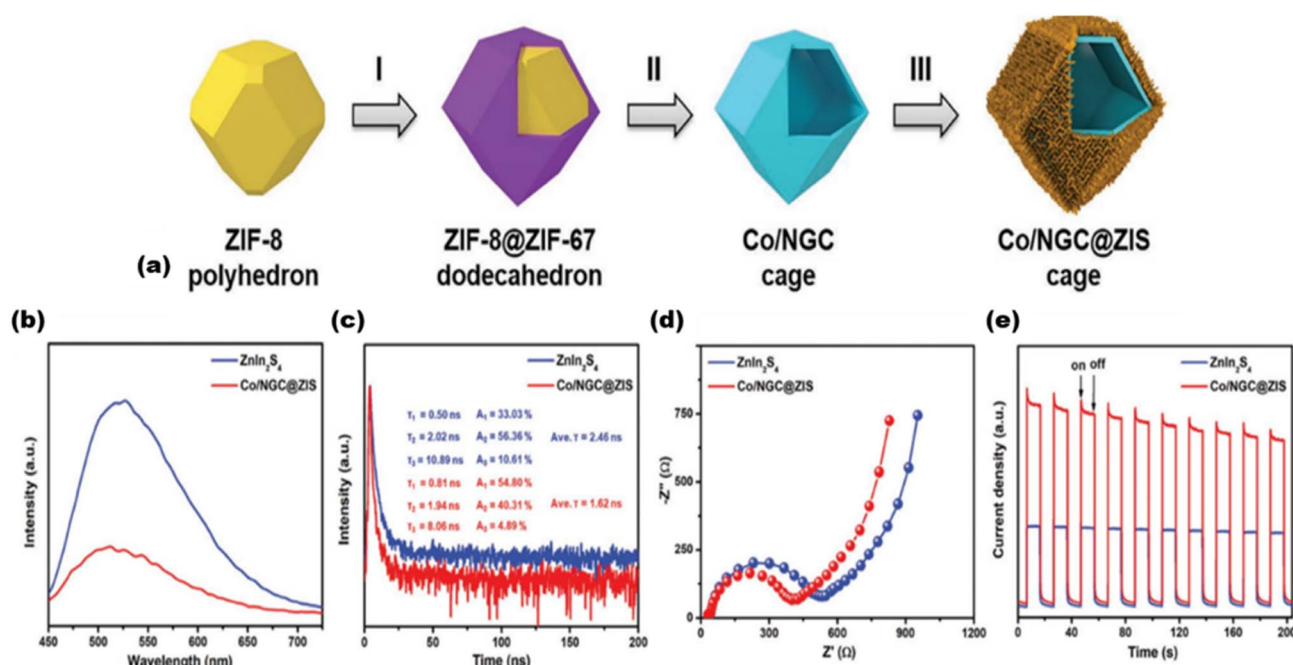 I
II
III
ZIF-8
polyhedron
ZIF-8@ZIF-67
dodecahedron
Co/NGC
cage
Co/NGC@ZIS
cage
(a)
(b)
ZnIn2S4
Co/NGC@ZIS
Intensity (a.u.)
450 500 550 600 650 700
Wavelength (nm)
(c)
ZnIn2S4
Co/NGC@ZIS
τ1 = 0.50 ns A1 = 33.03 %
τ2 = 2.02 ns A2 = 56.36 % Ave. τ = 2.46 ns
τ3 = 10.89 ns A3 = 10.61 %
τ1 = 0.81 ns A1 = 54.80 %
τ2 = 1.94 ns A2 = 40.31 % Ave. τ = 1.62 ns
τ3 = 8.06 ns A3 = 4.89 %
Intensity (a.u.)
0 50 100 150 200
Time (ns)
(d)
ZnIn2S4
Co/NGC@ZIS
-Z'' (Ω)
750
500
250
0
0 300 600 900 1200
Z' (Ω)
(e)
ZnIn2S4
Co/NGC@ZIS
on off
Current density (a.u.)
0 40 80 120 160 200
Time (s)